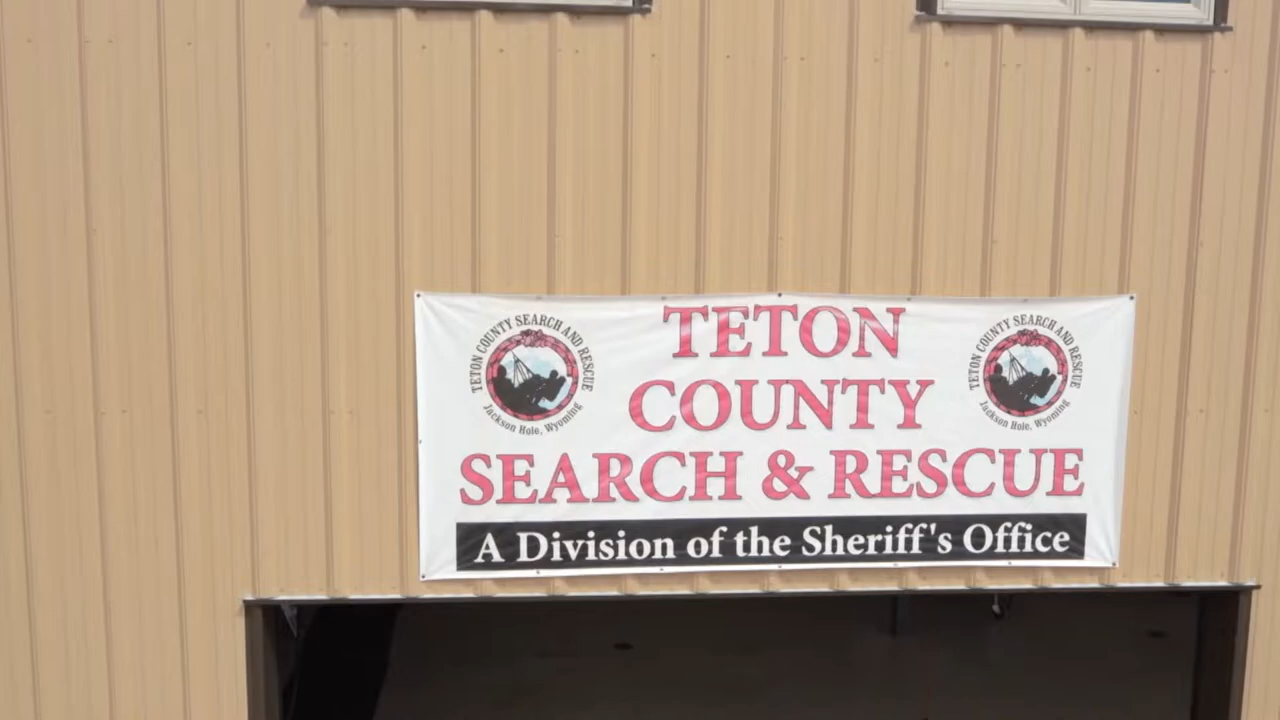 TETON COUNTY SEARCH AND RESCUE
Jackson Hole, Wyoming
TETON
COUNTY
SEARCH & RESCUE
A Division of the Sheriff's Office
TETON COUNTY SEARCH AND RESCUE
Jackson Hole, Wyoming